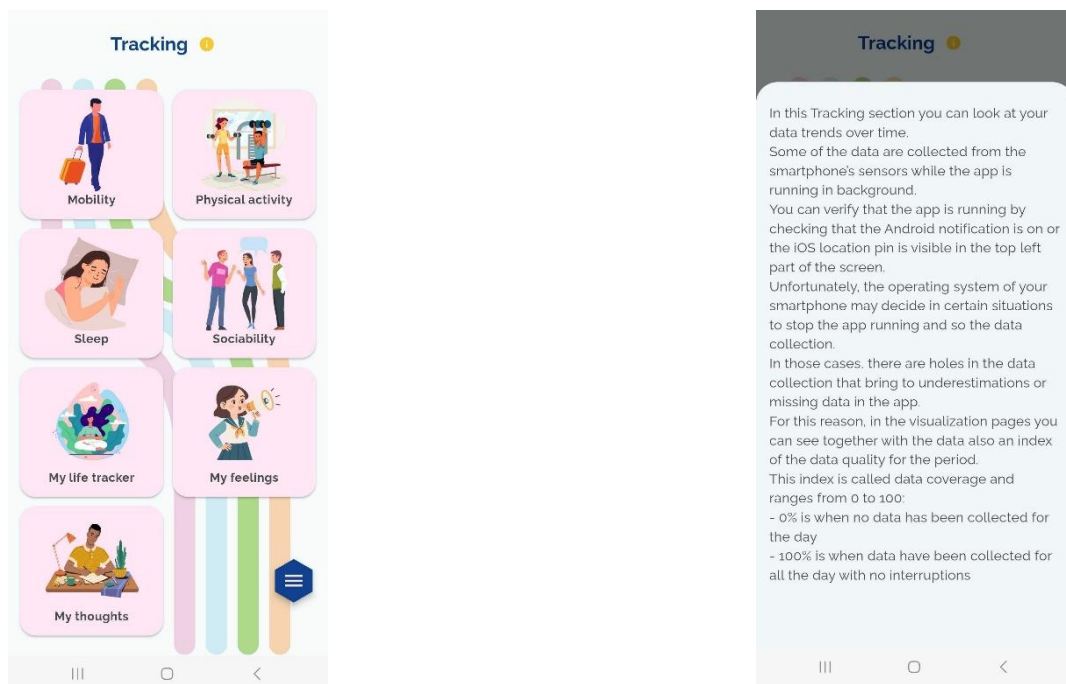 Tracking
Mobility
Physical activity
Sleep
Sociability
My life tracker
My feelings
My thoughts
Tracking
In this Tracking section you can look at your
data trends over time.
Some of the data are collected from the
smartphone's sensors while the app is
running in background.
You can verify that the app is running by
checking that the Android notification is on or
the iOS location pin is visible in the top left
part of the screen.
Unfortunately, the operating system of your
smartphone may decide in certain situations
to stop the app running and so the data
collection.
In those cases, there are holes in the data
collection that bring to underestimations or
missing data in the app.
For this reason, in the visualization pages you
can see together with the data also an index
of the data quality for the period.
This index is called data coverage and
ranges from 0 to 100:
- 0% is when no data has been collected for
the day
- 100% is when data have been collected for
all the day with no interruptions